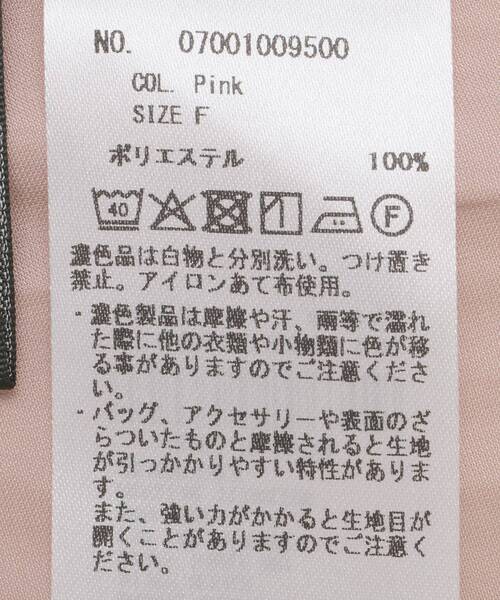 NO. 07001009500
COL. Pink
SIZE F
ポリエステル 100%
40 F
濃色品は白物と分別洗い。つけ置き
禁止。アイロンあて布使用。
・濃色製品は摩擦や汗、雨等で濡れ
た際に他の衣類や小物類に色が移
る事がありますのでご注意くださ
い。
・バッグ、アクセサリーや表面のざ
らついたものと摩擦されると生地
が引っかかりやすい特性がありま
す。
また、強い力がかかると生地目が
開くことがありますのでご注意く
ださい。